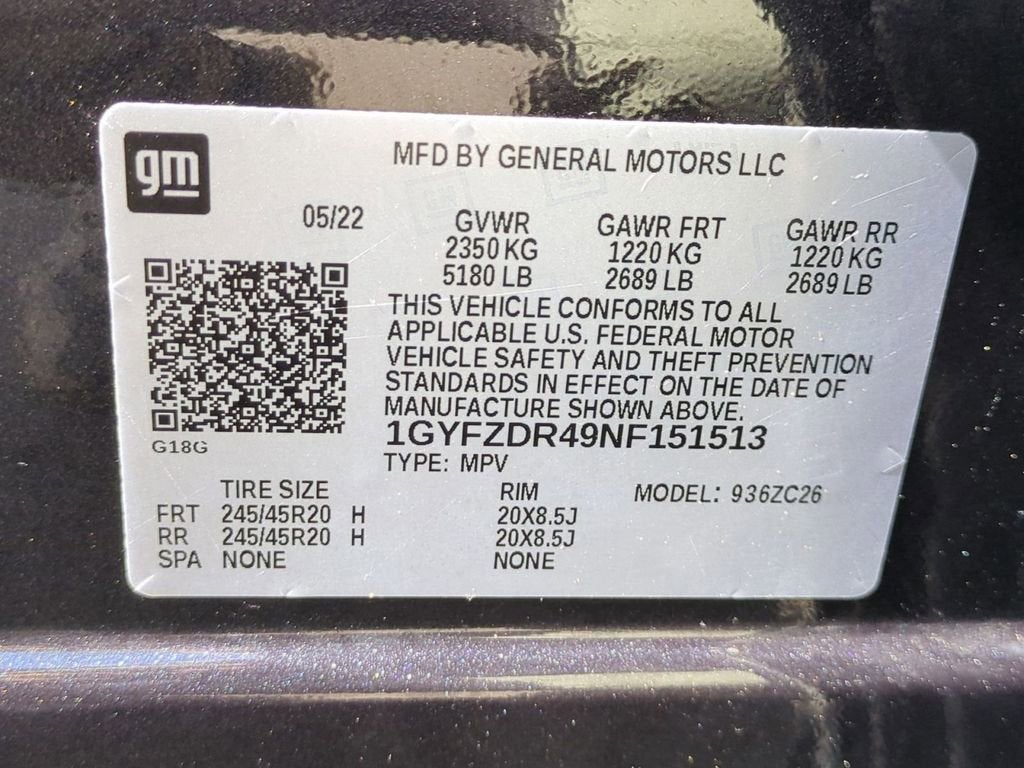 gm
MFD BY GENERAL MOTORS LLC
05/22 GVWR GAWR FRT GAWR RR
2350 KG 1220 KG 1220 KG
5180 LB 2689 LB 2689 LB
THIS VEHICLE CONFORMS TO ALL
APPLICABLE U.S. FEDERAL MOTOR
VEHICLE SAFETY AND THEFT PREVENTION
STANDARDS IN EFFECT ON THE DATE OF
MANUFACTURE SHOWN ABOVE.
G18G
1GYFZDR49NF151513
TYPE: MPV
TIRE SIZE RIM MODEL: 936ZC26
FRT 245/45R20 H 20X8.5J
RR 245/45R20 H 20X8.5J
SPA NONE NONE